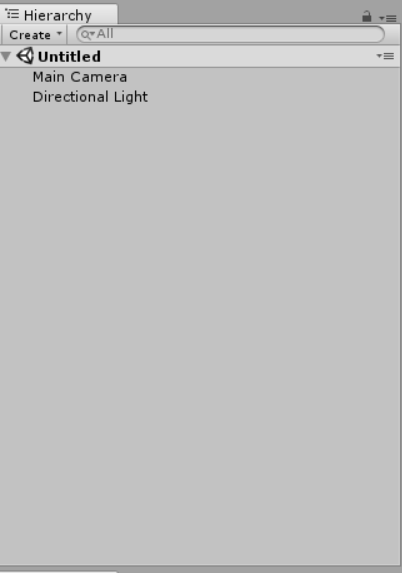 Hierarchy
Create All
Untitled
Main Camera
Directional Light